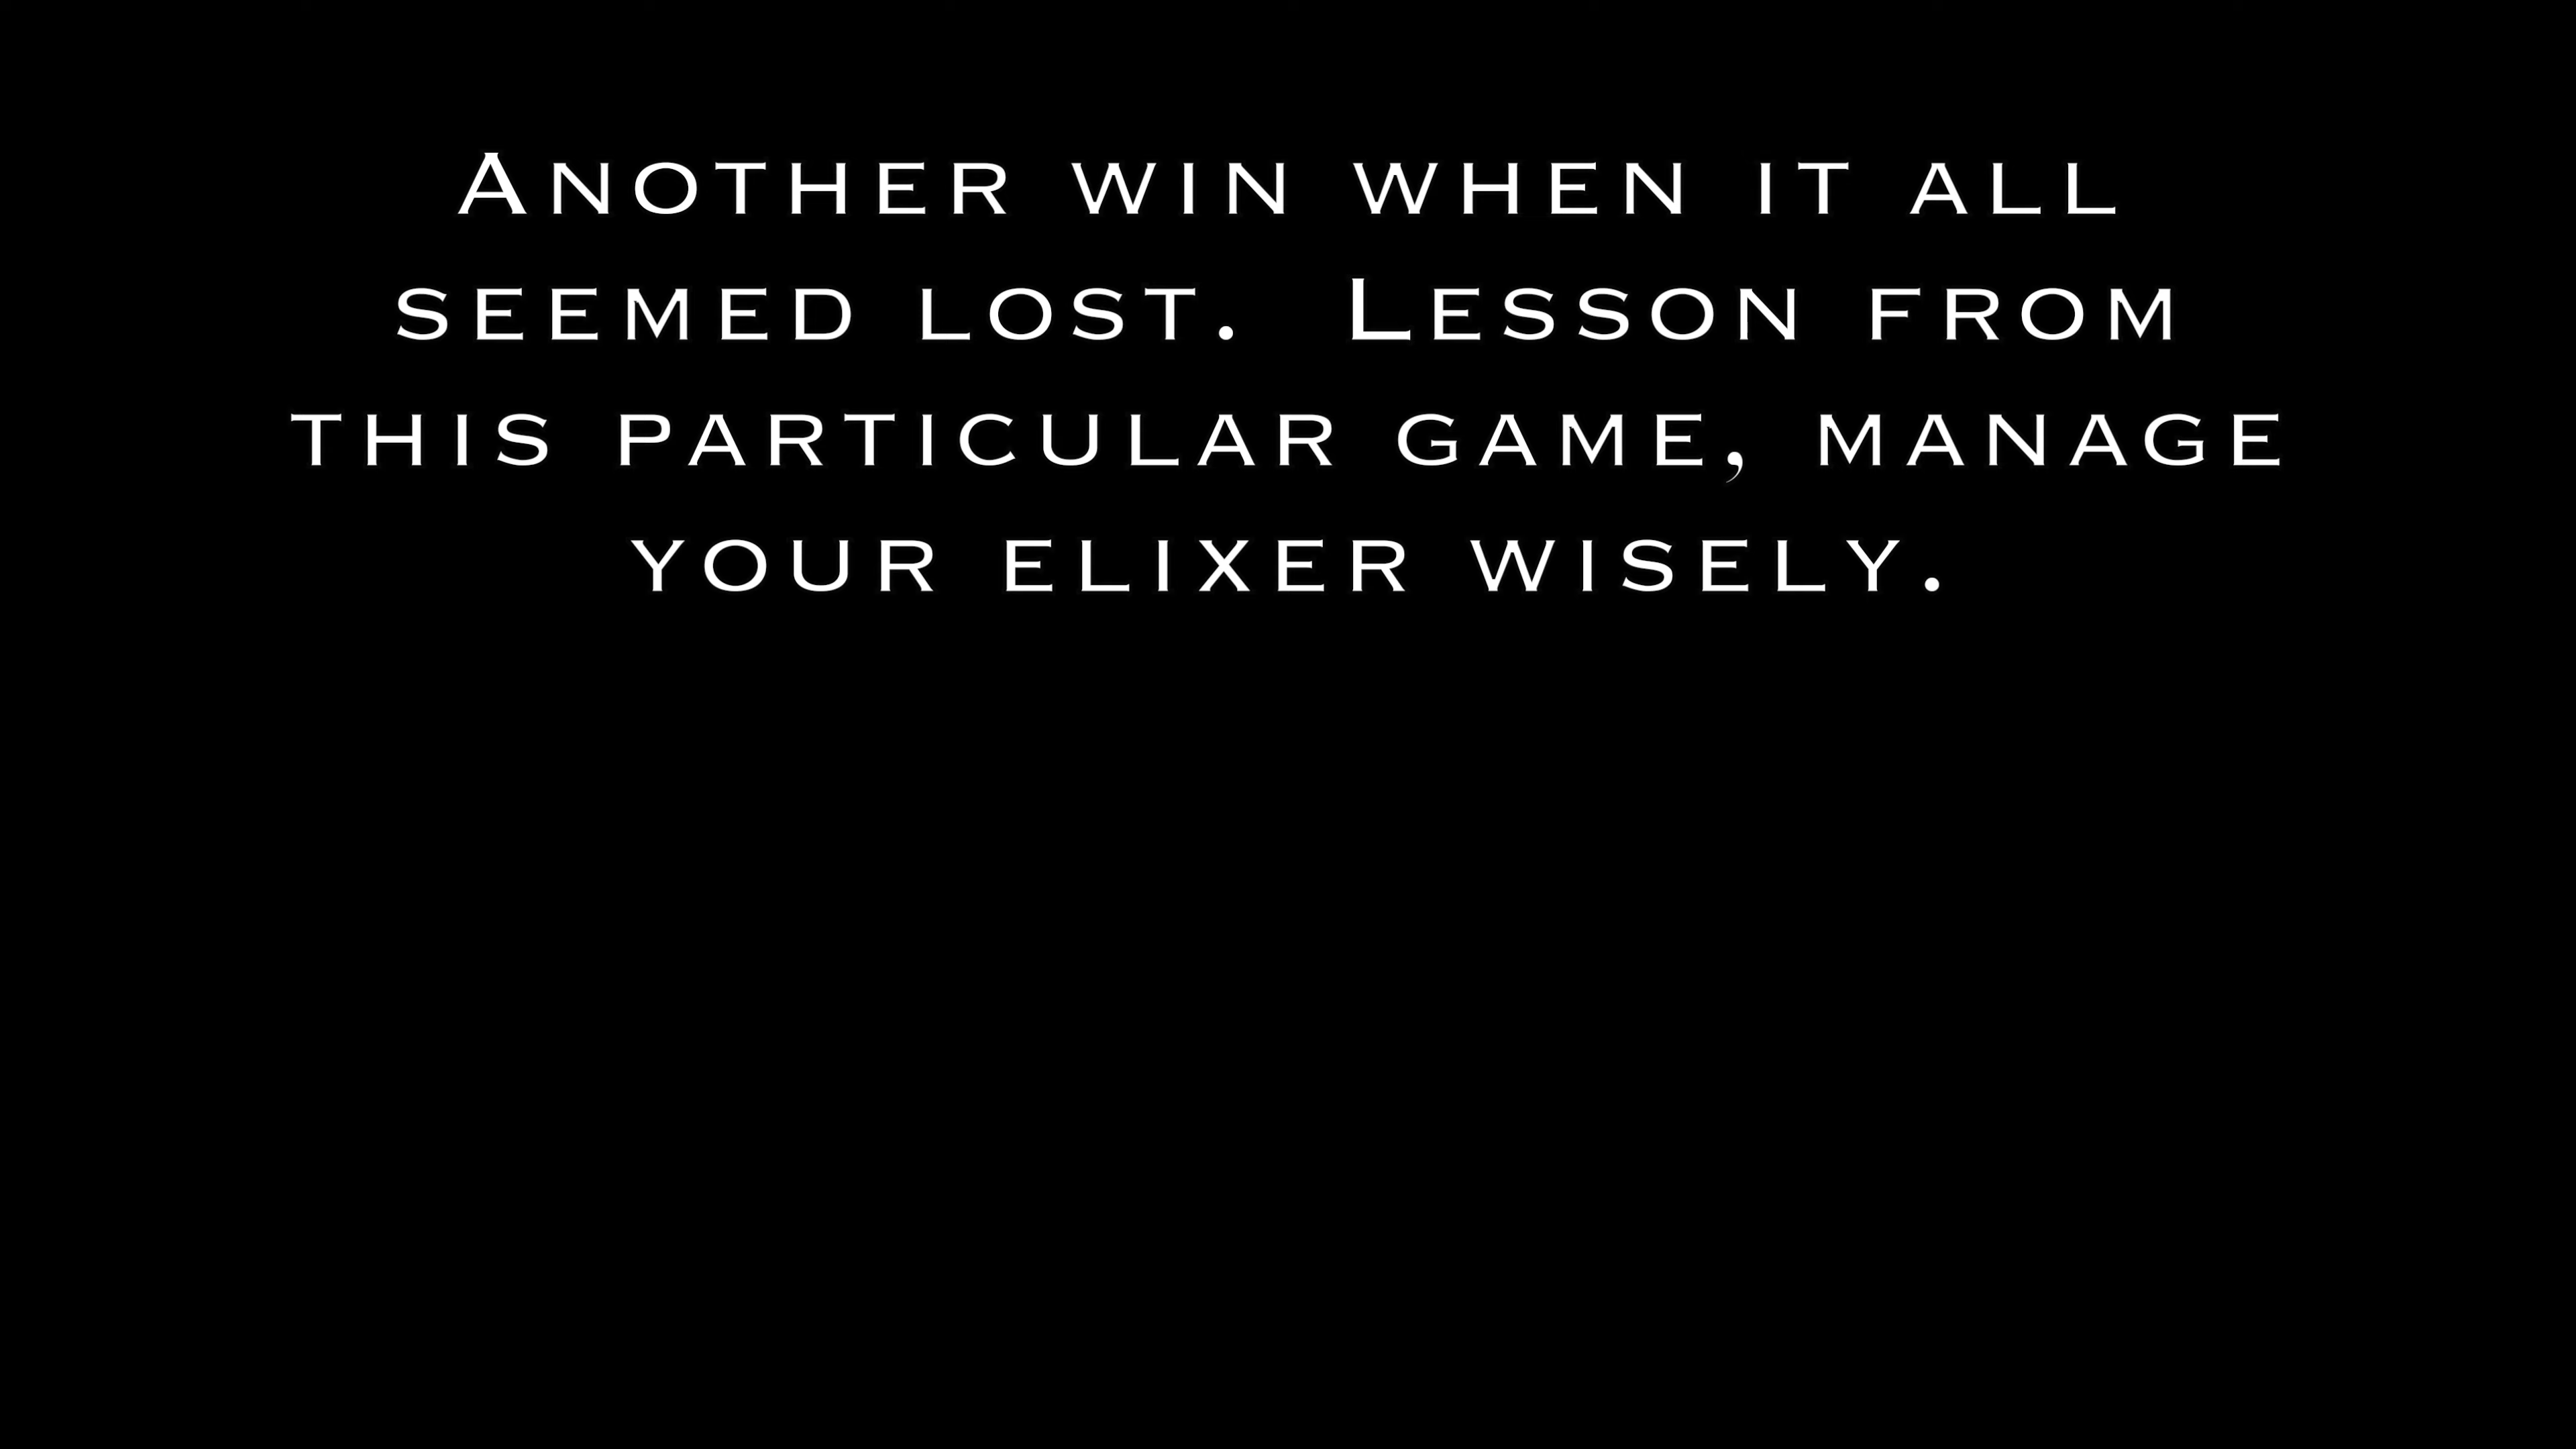 Another win when it all
seemed lost.  Lesson from
this particular game, manage
your elixer wisely.